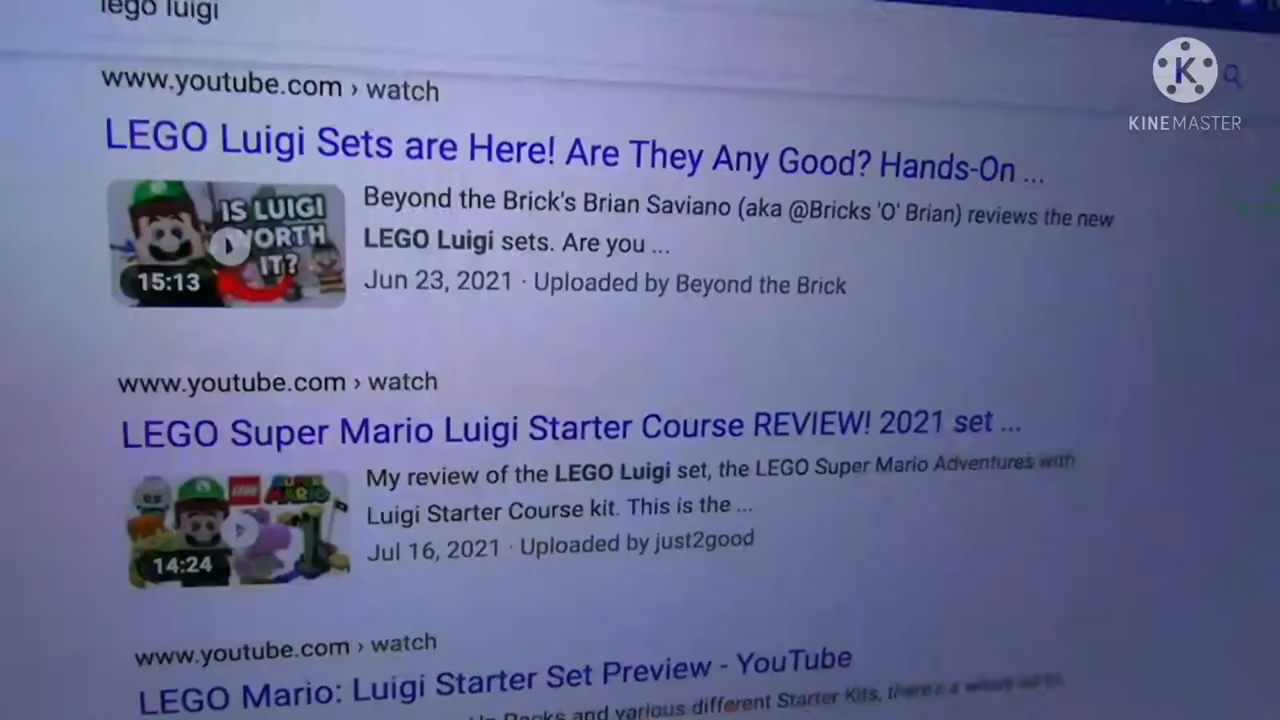 lego luigi
www.youtube.com › watch
LEGO Luigi Sets are Here! Are They Any Good? Hands-On ...
IS LUIGI
WORTH
IT?
15:13
Beyond the Brick's Brian Saviano (aka @Bricks 'O' Brian) reviews the new
LEGO Luigi sets. Are you ...
Jun 23, 2021 · Uploaded by Beyond the Brick
K
KINEMASTER
www.youtube.com › watch
LEGO Super Mario Luigi Starter Course REVIEW! 2021 set ...
LEGO
SUPER
MARIO
14:24
My review of the LEGO Luigi set, the LEGO Super Mario Adventures with
Luigi Starter Course kit. This is the ...
Jul 16, 2021 · Uploaded by just2good
www.youtube.com › watch
LEGO Mario: Luigi Starter Set Preview - YouTube
Packs and various different Starter Kits, there's a whole